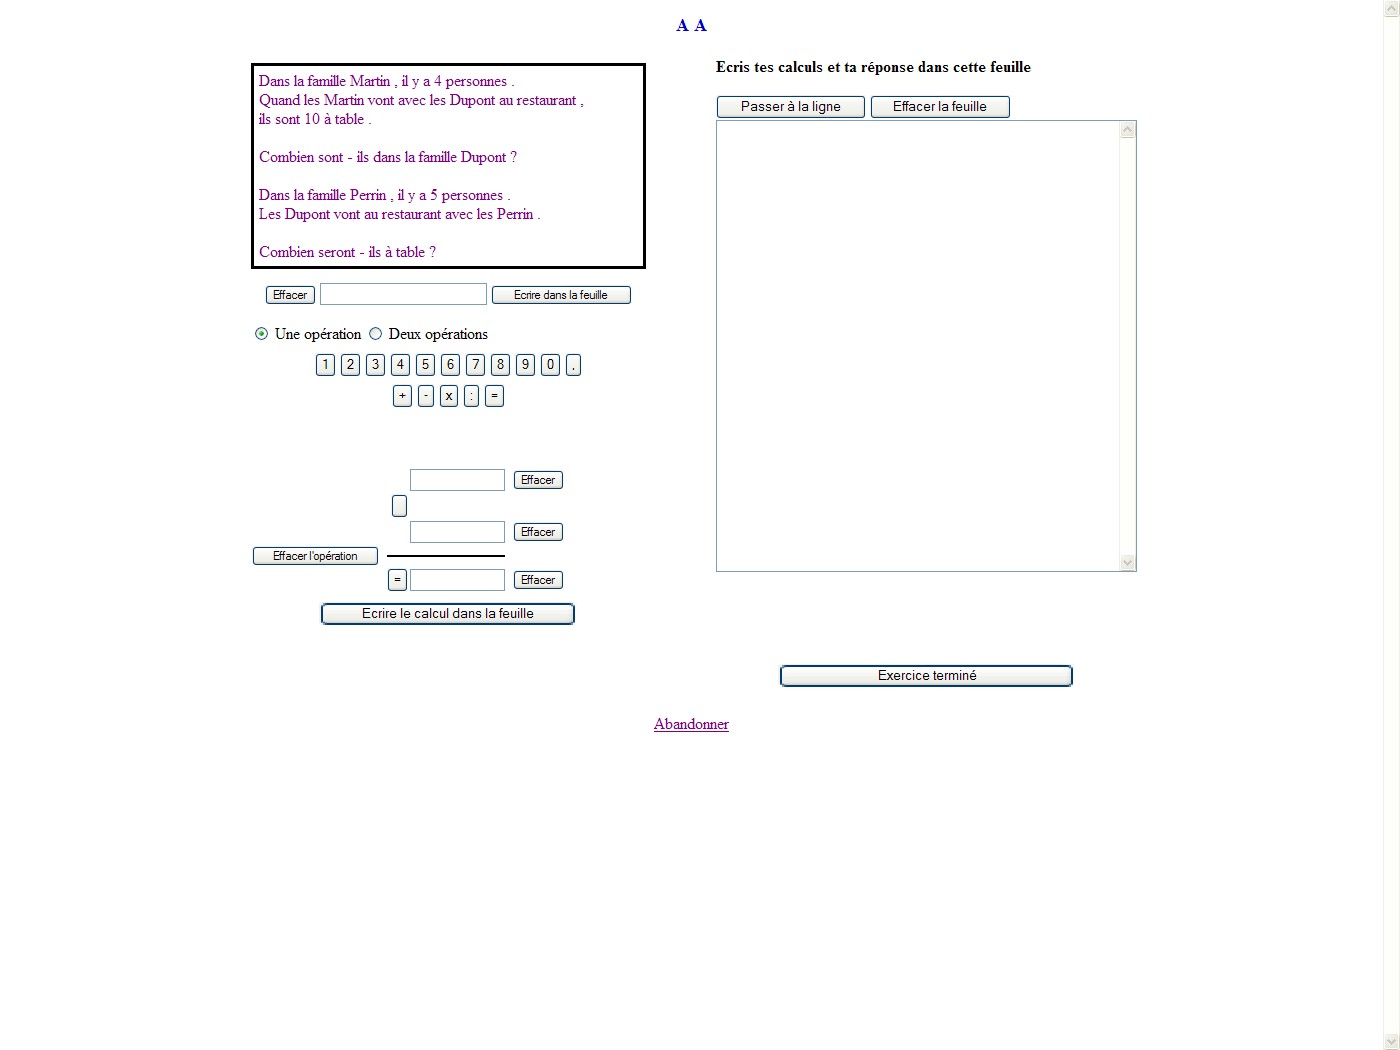 A A
Dans la famille Martin , il y a 4 personnes .
Quand les Martin vont avec les Dupont au restaurant ,
ils sont 10 à table .
Combien sont - ils dans la famille Dupont ?
Dans la famille Perrin , il y a 5 personnes .
Les Dupont vont au restaurant avec les Perrin .
Combien seront - ils à table ?
Effacer Ecrire dans la feuille
Une opération Deux opérations
1 2 3 4 5 6 7 8 9 0 .
+ - x : =
Effacer
Effacer
Effacer l'opération
= Effacer
Ecrire le calcul dans la feuille
Ecris tes calculs et ta réponse dans cette feuille
Passer à la ligne Effacer la feuille
Exercice terminé
Abandonner